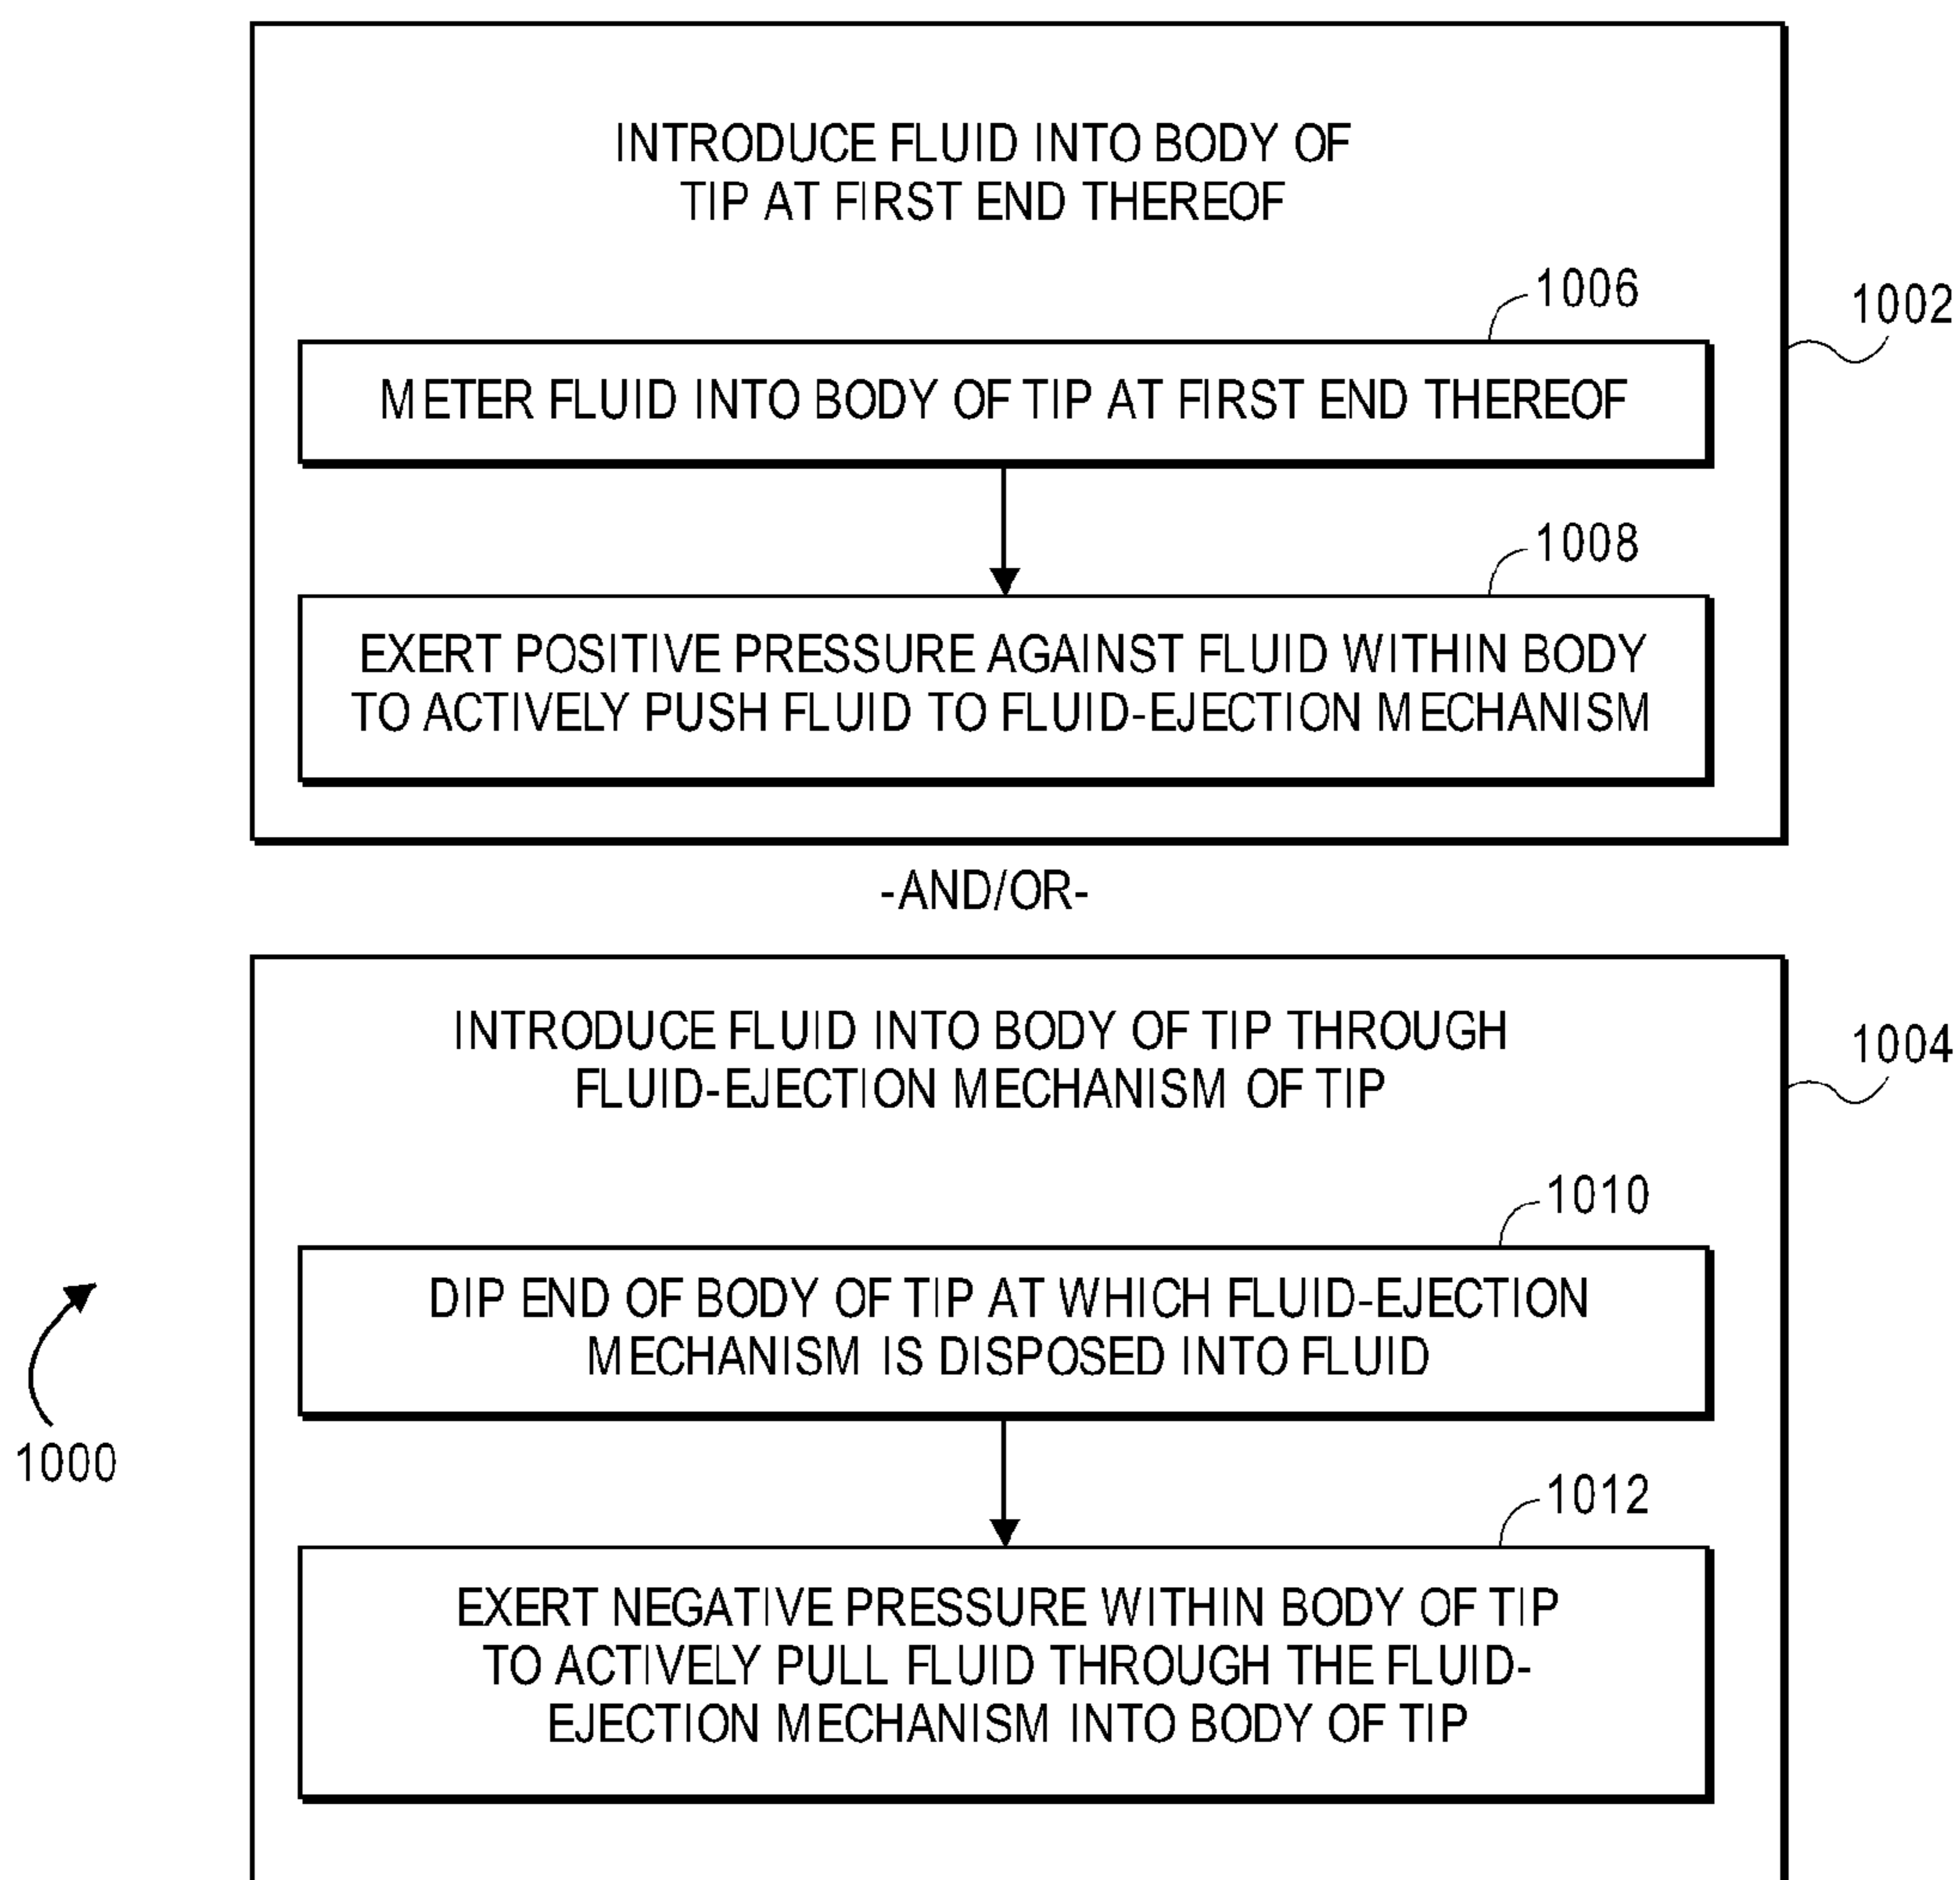 INTRODUCE FLUID INTO BODY OF
TIP AT FIRST END THEREOF
1006
1002
METER FLUID INTO BODY OF TIP AT FIRST END THEREOF
1008
EXERT POSITIVE PRESSURE AGAINST FLUID WITHIN BODY
TO ACTIVELY PUSH FLUID TO FLUID-EJECTION MECHANISM
-AND/OR-
INTRODUCE FLUID INTO BODY OF TIP THROUGH
FLUID-EJECTION MECHANISM OF TIP
1004
1010
DIP END OF BODY OF TIP AT WHICH FLUID-EJECTION
MECHANISM IS DISPOSED INTO FLUID
1000
1012
EXERT NEGATIVE PRESSURE WITHIN BODY OF TIP
TO ACTIVELY PULL FLUID THROUGH THE FLUID-
EJECTION MECHANISM INTO BODY OF TIP